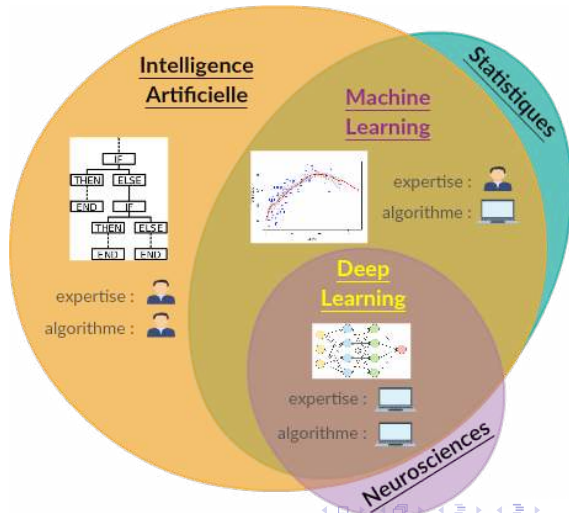 Intelligence
Artificielle
Statistiques
Machine
Learning
IF
THEN ELSE
END IF
THEN ELSE
END END
expertise :
algorithme :
expertise :
algorithme :
Deep
Learning
expertise :
algorithme :
Neurosciences